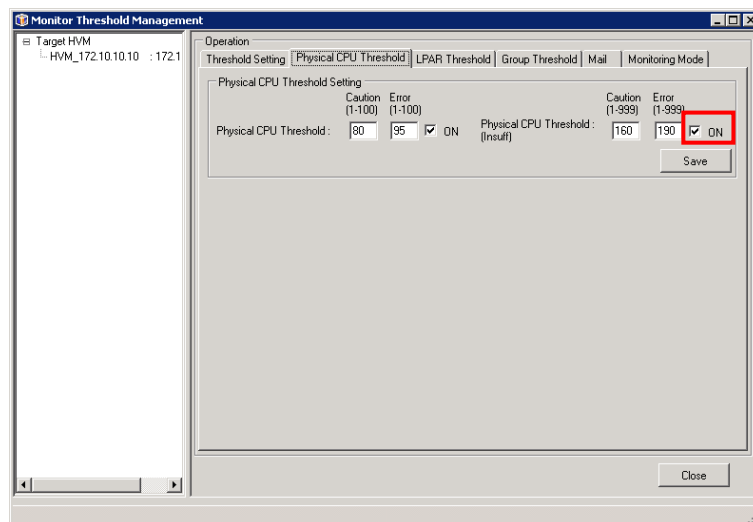 Monitor Threshold Management
Target HVM
HVM_172.10.10.10 : 172.1
Operation
Threshold Setting Physical CPU Threshold LPAR Threshold Group Threshold Mail Monitoring Mode
Physical CPU Threshold Setting
Caution Error Caution Error
(1-100) (1-100) (1-999) (1-999)
Physical CPU Threshold : 80 95 ON Physical CPU Threshold : 160 190 ON
(Insuff)
Save
Close